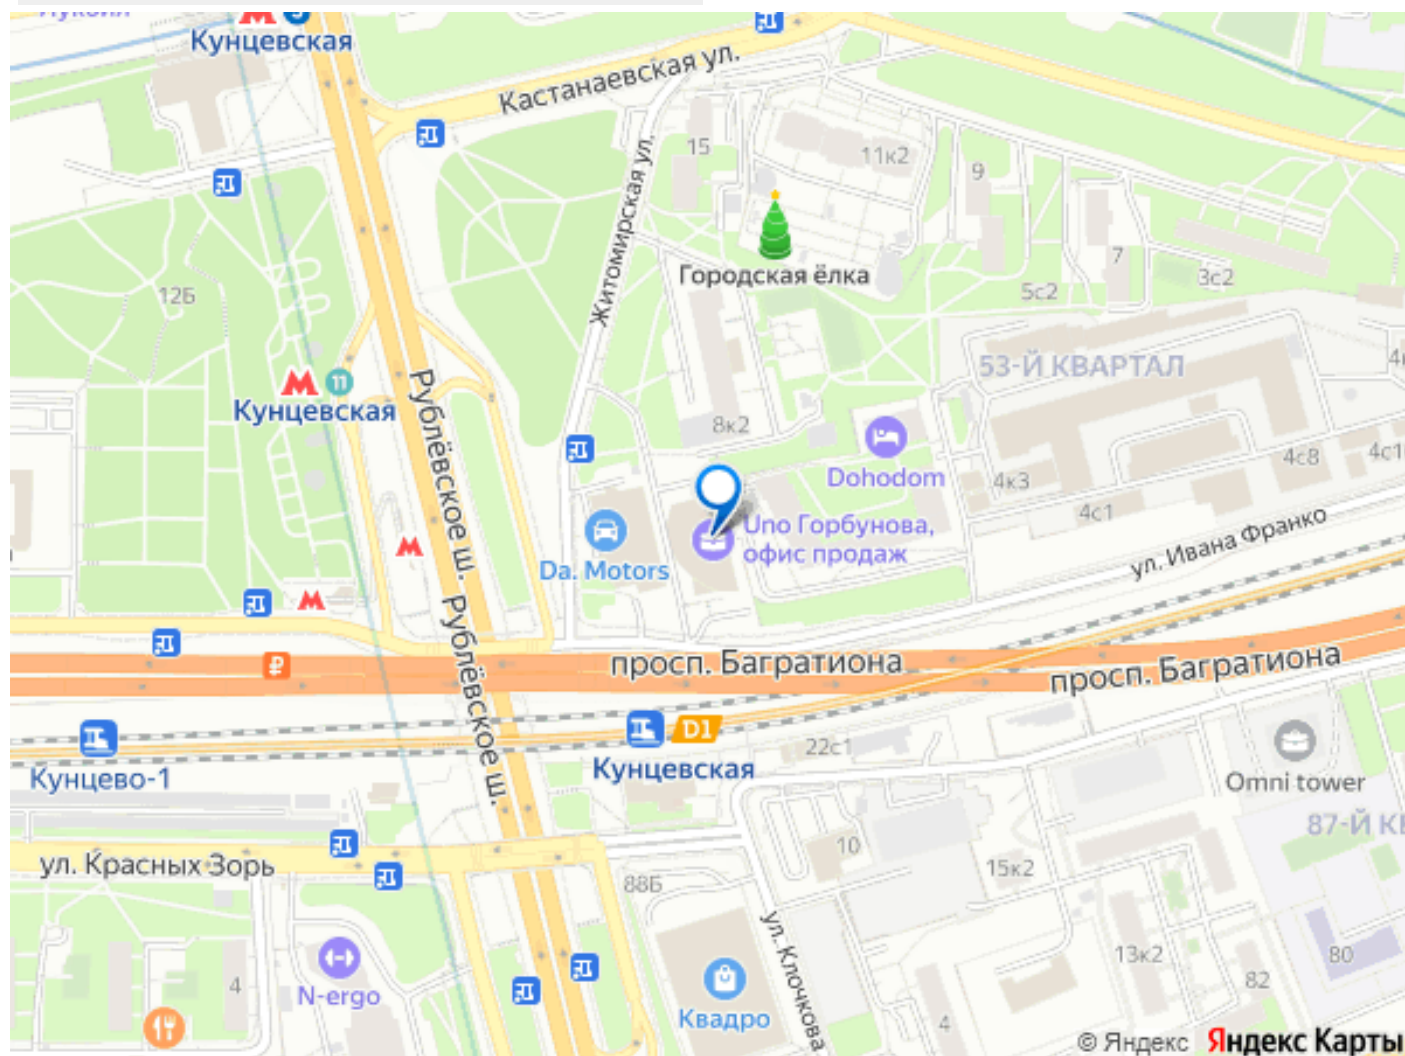 Кунцевская
Кастанаевская ул.
15
11к2
9
Житомирская ул.
7
Городская ёлка
3с2
5с2
12Б
53-Й КВАРТАЛ
11
Кунцевская
Рублёвское ш.
8к2
Dohodom
4к3
4с8
4с1
Uno Горбунова,
офис продаж
Da. Motors
ул. Ивана Франко
Рублёвское ш.
просп. Багратиона
просп. Багратиона
D1
22с1
Кунцево-1
Кунцевская
Omni tower
87-Й КВ
ул. Красных Зорь
10
15к2
88Б
ул. Клочкова
13к2
80
82
4
N-ergo
Квадро
4
© Яндекс Яндекс Карты